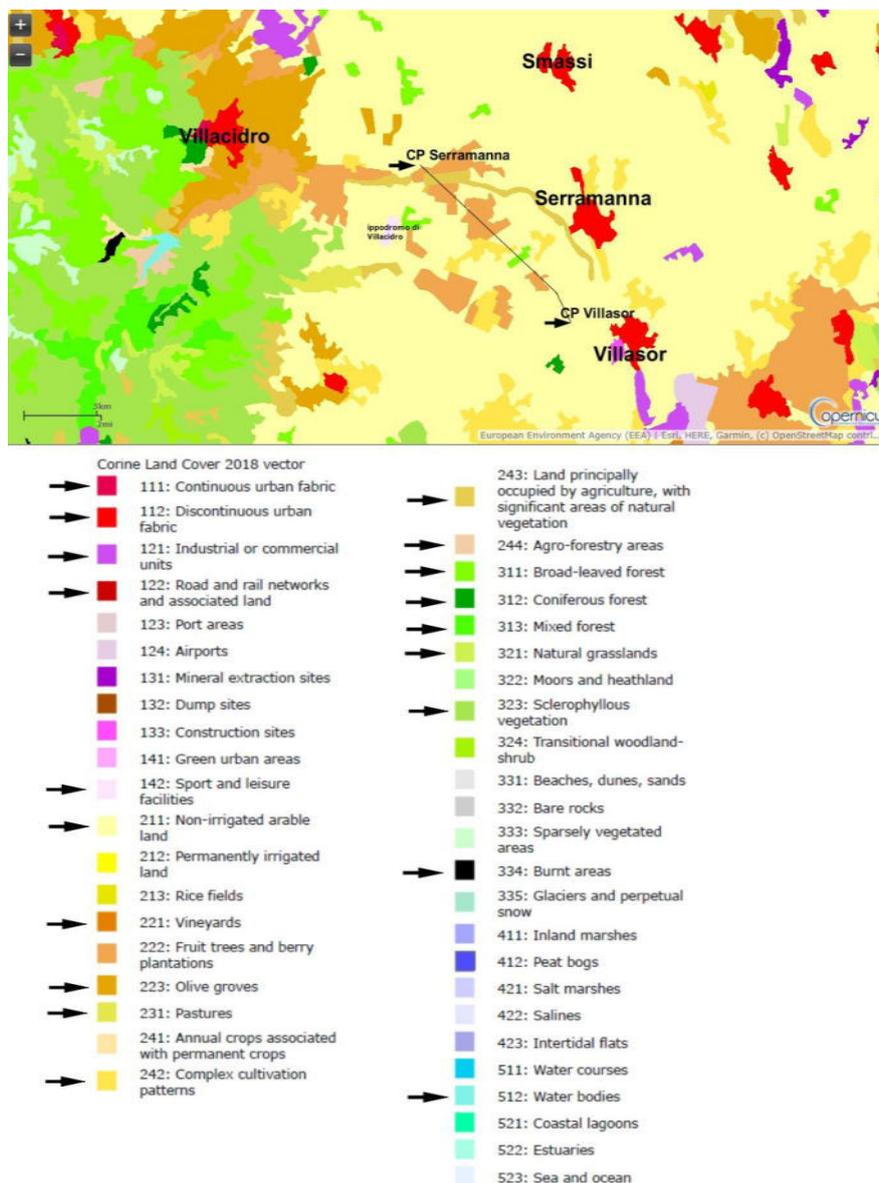 +
−
Smassi
Villacidro
CP Serramanna
Serramanna
ippodromo di
Villacidro
CP Villasor
Villasor
3km
2mi
Copernicu
European Environment Agency (EEA) | Esri, HERE, Garmin, (c) OpenStreetMap contri...
Corine Land Cover 2018 vector
111: Continuous urban fabric
112: Discontinuous urban
fabric
121: Industrial or commercial
units
122: Road and rail networks
and associated land
123: Port areas
124: Airports
131: Mineral extraction sites
132: Dump sites
133: Construction sites
141: Green urban areas
142: Sport and leisure
facilities
211: Non-irrigated arable
land
212: Permanently irrigated
land
213: Rice fields
221: Vineyards
222: Fruit trees and berry
plantations
223: Olive groves
231: Pastures
241: Annual crops associated
with permanent crops
242: Complex cultivation
patterns
243: Land principally
occupied by agriculture, with
significant areas of natural
vegetation
244: Agro-forestry areas
311: Broad-leaved forest
312: Coniferous forest
313: Mixed forest
321: Natural grasslands
322: Moors and heathland
323: Sclerophyllous
vegetation
324: Transitional woodland-
shrub
331: Beaches, dunes, sands
332: Bare rocks
333: Sparsely vegetated
areas
334: Burnt areas
335: Glaciers and perpetual
snow
411: Inland marshes
412: Peat bogs
421: Salt marshes
422: Salines
423: Intertidal flats
511: Water courses
512: Water bodies
521: Coastal lagoons
522: Estuaries
523: Sea and ocean